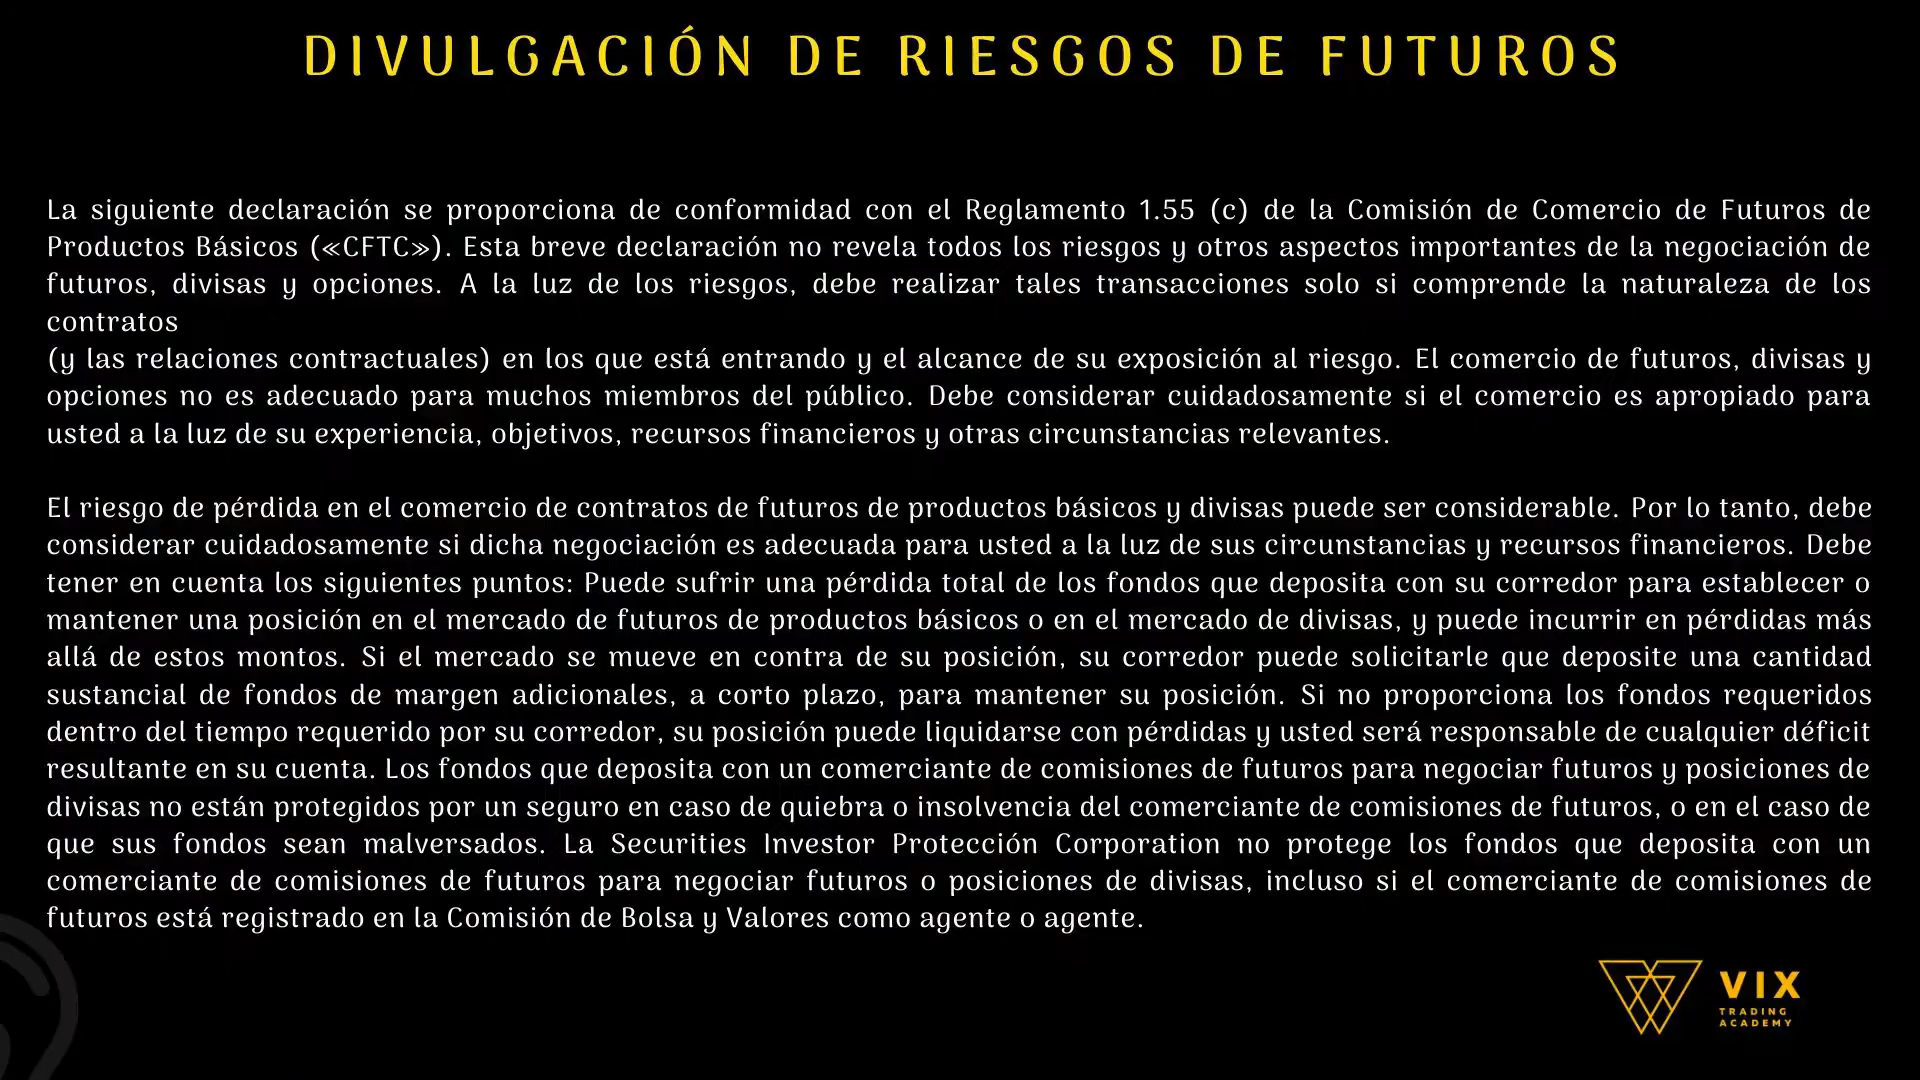 DIVULGACIÓN DE RIESGOS DE FUTUROS
La siguiente declaración se proporciona de conformidad con el Reglamento 1.55 (c) de la Comisión de Comercio de Futuros de
Productos Básicos («CFTC»). Esta breve declaración no revela todos los riesgos y otros aspectos importantes de la negociación de
futuros, divisas y opciones. A la luz de los riesgos, debe realizar tales transacciones solo si comprende la naturaleza de los
contratos
(y las relaciones contractuales) en los que está entrando y el alcance de su exposición al riesgo. El comercio de futuros, divisas y
opciones no es adecuado para muchos miembros del público. Debe considerar cuidadosamente si el comercio es apropiado para
usted a la luz de su experiencia, objetivos, recursos financieros y otras circunstancias relevantes.
El riesgo de pérdida en el comercio de contratos de futuros de productos básicos y divisas puede ser considerable. Por lo tanto, debe
considerar cuidadosamente si dicha negociación es adecuada para usted a la luz de sus circunstancias y recursos financieros. Debe
tener en cuenta los siguientes puntos: Puede sufrir una pérdida total de los fondos que deposita con su corredor para establecer o
mantener una posición en el mercado de futuros de productos básicos o en el mercado de divisas, y puede incurrir en pérdidas más
allá de estos montos. Si el mercado se mueve en contra de su posición, su corredor puede solicitarle que deposite una cantidad
sustancial de fondos de margen adicionales, a corto plazo, para mantener su posición. Si no proporciona los fondos requeridos
dentro del tiempo requerido por su corredor, su posición puede liquidarse con pérdidas y usted será responsable de cualquier déficit
resultante en su cuenta. Los fondos que deposita con un comerciante de comisiones de futuros para negociar futuros y posiciones de
divisas no están protegidos por un seguro en caso de quiebra o insolvencia del comerciante de comisiones de futuros, o en el caso de
que sus fondos sean malversados. La Securities Investor Protección Corporation no protege los fondos que deposita con un
comerciante de comisiones de futuros para negociar futuros o posiciones de divisas, incluso si el comerciante de comisiones de
futuros está registrado en la Comisión de Bolsa y Valores como agente o agente.
VIX
TRADING
ACADEMY